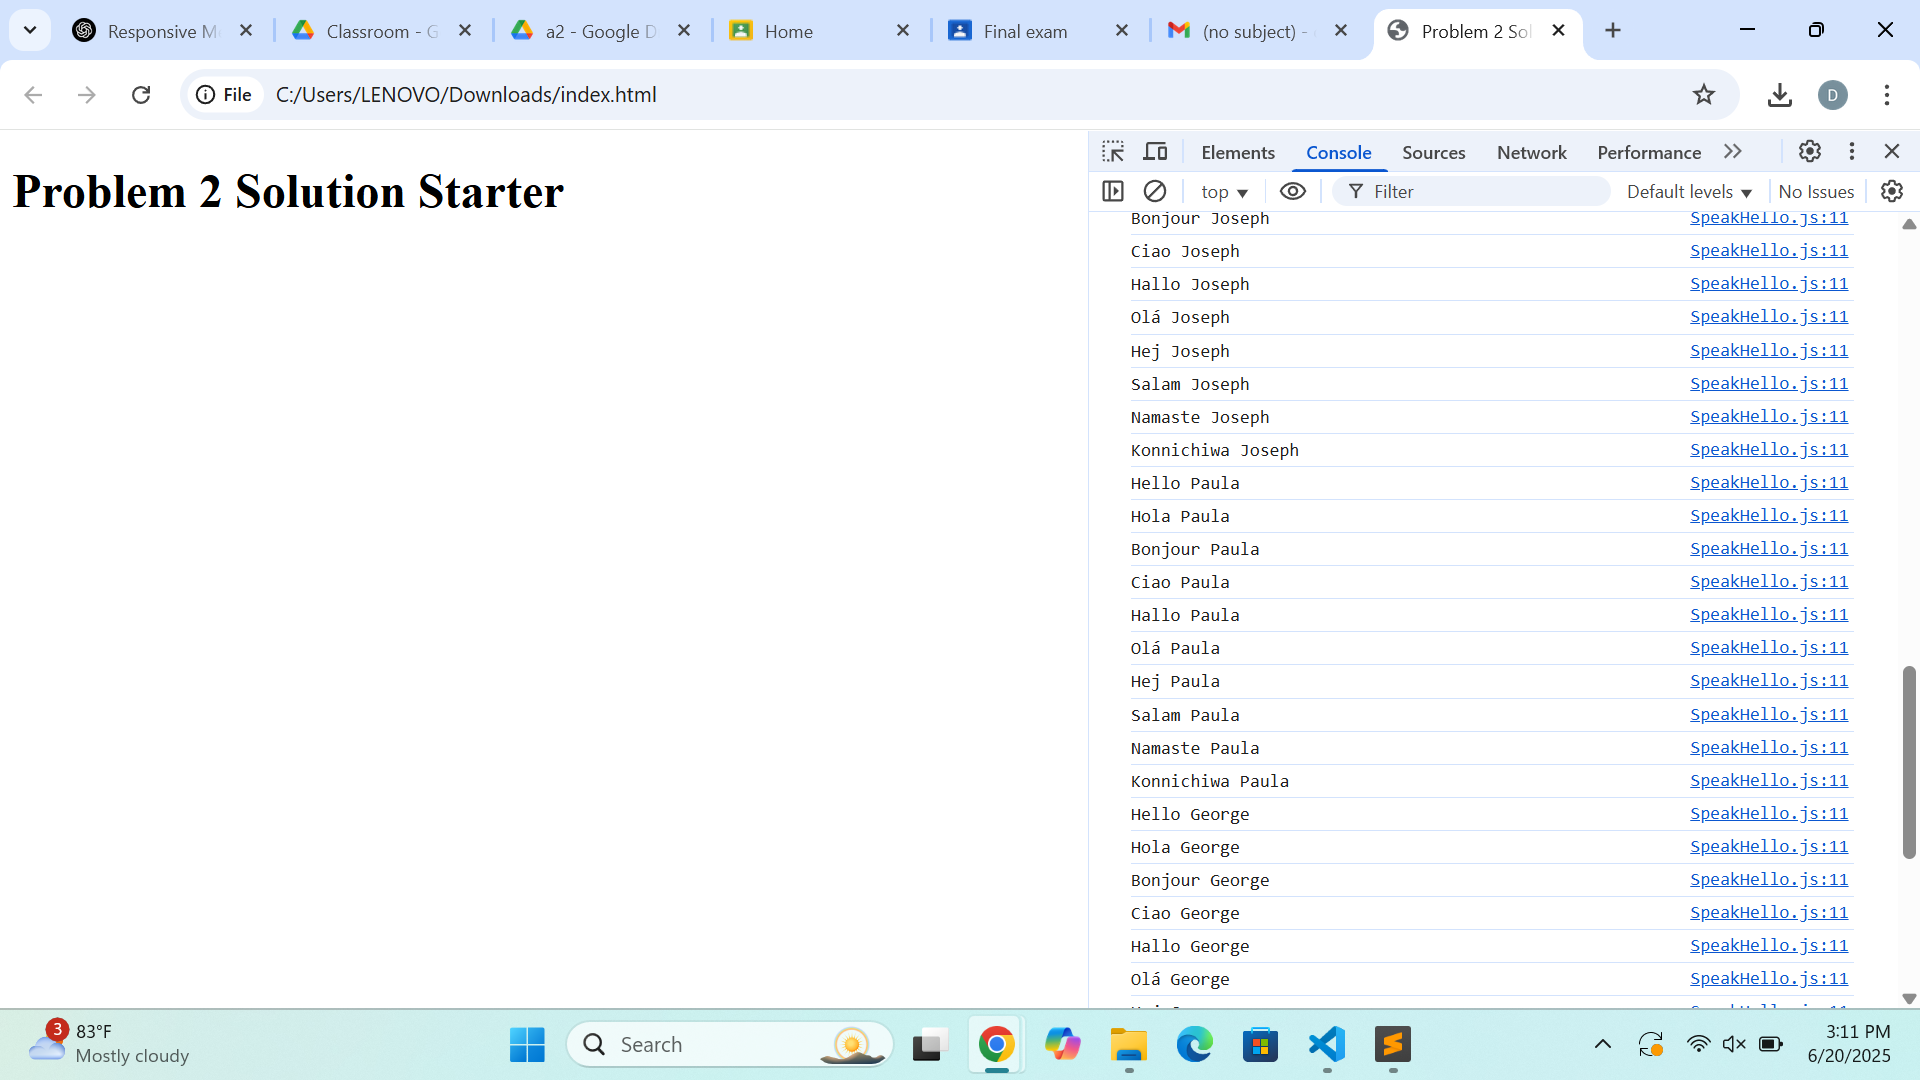 Responsive M
Classroom - G
a2 - Google D
Home
Final exam
(no subject) -
Problem 2 Sol
File
C:/Users/LENOVO/Downloads/index.html
D
Problem 2 Solution Starter
Elements
Console
Sources
Network
Performance
top
Filter
Default levels
No Issues
Bonjour Joseph SpeakHello.js:11
Ciao Joseph SpeakHello.js:11
Hallo Joseph SpeakHello.js:11
Olá Joseph SpeakHello.js:11
Hej Joseph SpeakHello.js:11
Salam Joseph SpeakHello.js:11
Namaste Joseph SpeakHello.js:11
Konnichiwa Joseph SpeakHello.js:11
Hello Paula SpeakHello.js:11
Hola Paula SpeakHello.js:11
Bonjour Paula SpeakHello.js:11
Ciao Paula SpeakHello.js:11
Hallo Paula SpeakHello.js:11
Olá Paula SpeakHello.js:11
Hej Paula SpeakHello.js:11
Salam Paula SpeakHello.js:11
Namaste Paula SpeakHello.js:11
Konnichiwa Paula SpeakHello.js:11
Hello George SpeakHello.js:11
Hola George SpeakHello.js:11
Bonjour George SpeakHello.js:11
Ciao George SpeakHello.js:11
Hallo George SpeakHello.js:11
Olá George SpeakHello.js:11
3
83°F
Mostly cloudy
Search
3:11 PM
6/20/2025